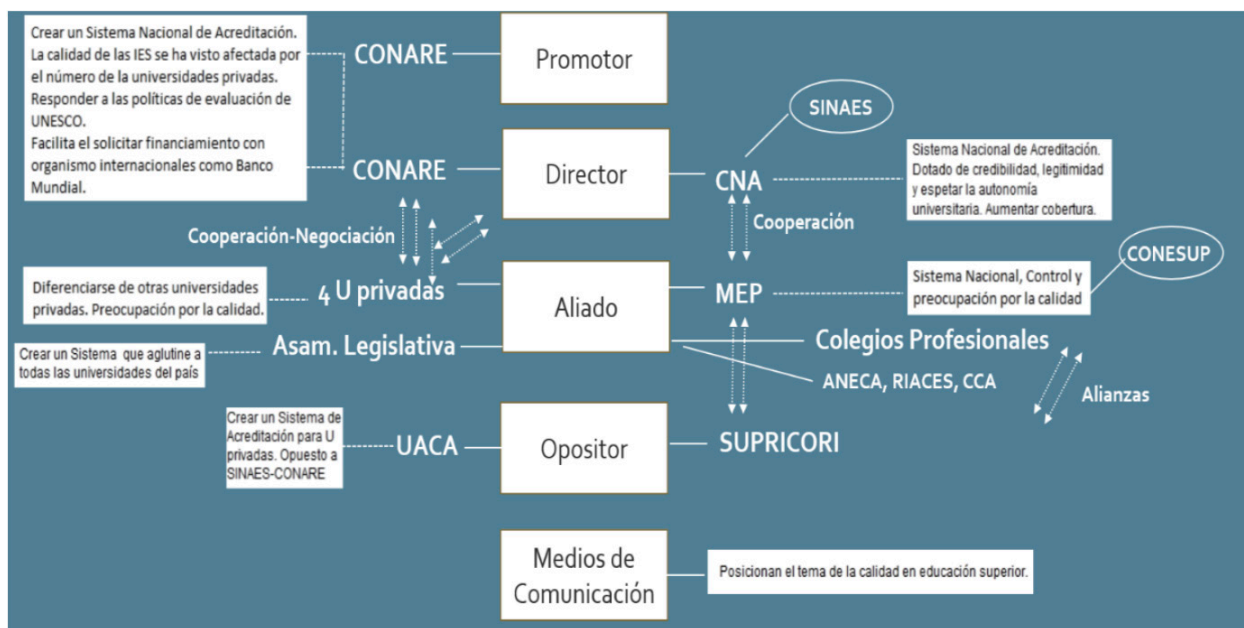 Crear un Sistema Nacional de Acreditación.
La calidad de las IES se ha visto afectada por
el número de la universidades privadas.
Responder a las políticas de evaluación de
UNESCO.
Facilita el solicitar financiamiento con
organismo internacionales como Banco
Mundial.
CONARE
Promotor
SINAES
CONARE
Director
CNA
Sistema Nacional de Acreditación.
Dotado de credibilidad, legitimidad
y espetar la autonomía
universitaria. Aumentar cobertura.
Cooperación-Negociación
Cooperación
CONESUP
Diferenciarse de otras universidades
privadas. Preocupación por la calidad.
4 U privadas
Aliado
MEP
Sistema Nacional, Control y
preocupación por la calidad
Crear un Sistema que aglutine a
todas las universidades del país
Asam. Legislativa
Colegios Profesionales
ANECA, RIACES, CCA
Alianzas
Crear un Sistema de
Acreditación para U
privadas. Opuesto a
SINAES-CONARE
UACA
Opositor
SUPRICORI
Medios de
Comunicación
Posicionan el tema de la calidad en educación superior.